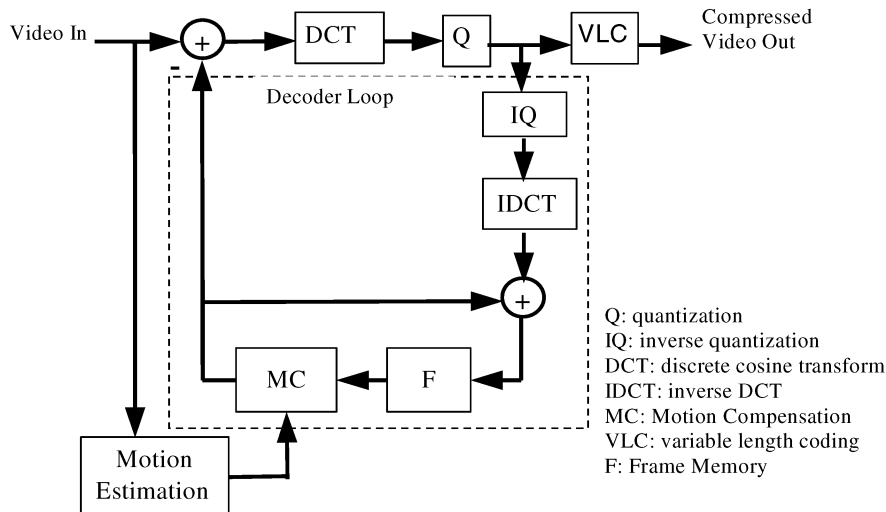 Video In
+
-
DCT
Q
VLC
Compressed
Video Out
Decoder Loop
IQ
IDCT
+
MC
F
Motion
Estimation
Q: quantization
IQ: inverse quantization
DCT: discrete cosine transform
IDCT: inverse DCT
MC: Motion Compensation
VLC: variable length coding
F: Frame Memory